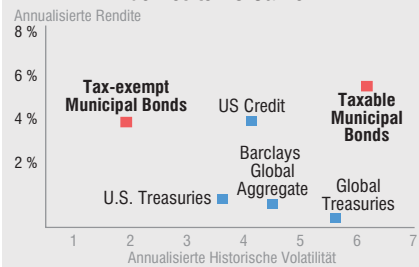 Annualisierte Rendite
8 %
6 %
4 %
2 %
Tax-exempt
Municipal Bonds
US Credit
Taxable
Municipal
Bonds
Barclays
Global
Aggregate
U.S. Treasuries
Global
Treasuries
1 2 3 4 5 6 7
Annualisierte Historische Volatilität